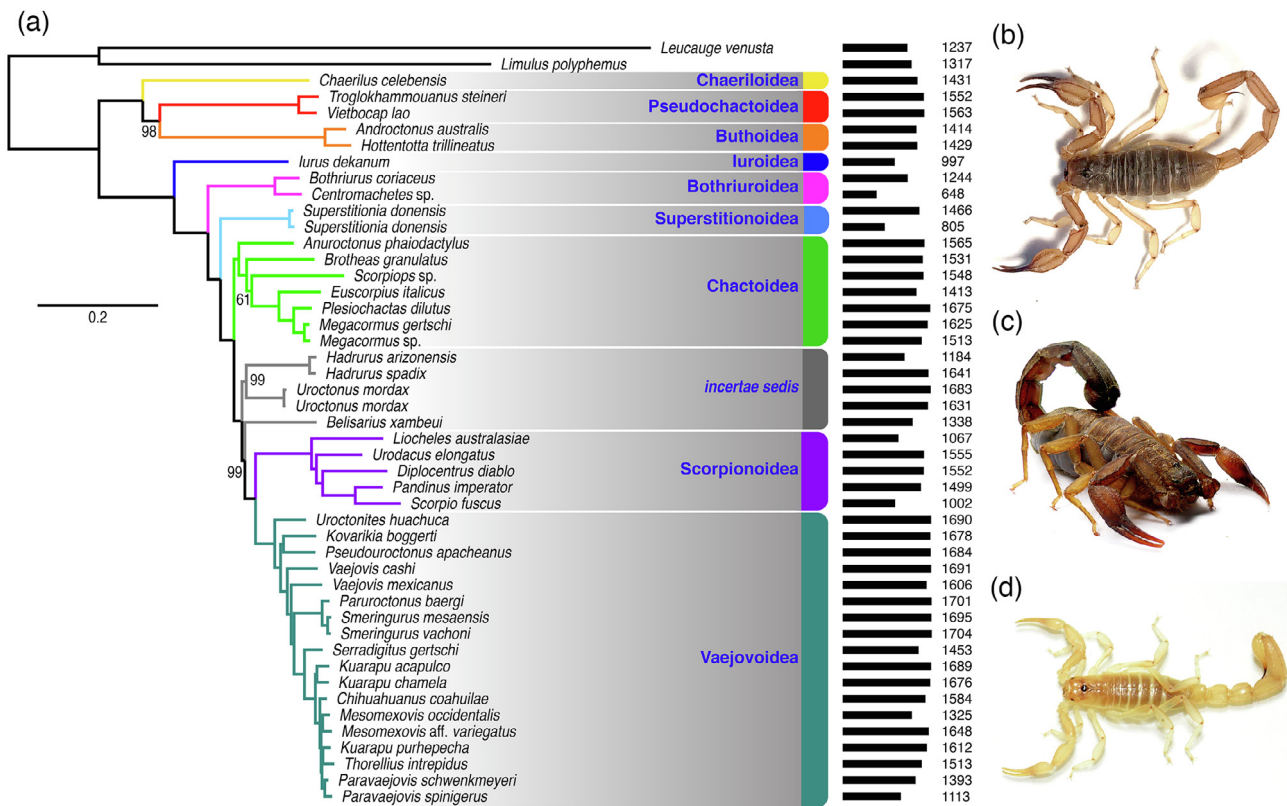 (a)
Leucauge venusta 1237
Limulus polyphemus 1317
Chaerilus celebensis Chaeriloidea 1431
Troglokhammouanus steineri 1552
Pseudochactoidea
Vietbocap lao 1563
98
Androctonus australis 1414
Buthoidea
Hottentotta trillineatus 1429
Iurus dekanum Iuroidea 997
Bothriurus coriaceus 1244
Bothriuroidea
Centromachetes sp. 648
Superstitionia donensis 1466
Superstitionoidea
Superstitionia donensis 805
Anuroctonus phaiodactylus 1565
Brotheas granulatus 1531
Scorpiops sp. 1548
Chactoidea
61
Euscorpius italicus 1413
Plesiochactas dilutus 1675
Megacormus gertschi 1625
Megacormus sp. 1513
0.2
Hadrurus arizonensis 1184
Hadrurus spadix 1641
99
Uroctonus mordax 1683
incertae sedis
Uroctonus mordax 1631
Belisarius xambeui 1338
Liocheles australasiae 1067
Urodacus elongatus 1555
99
Diplocentrus diablo Scorpionoidea 1552
Pandinus imperator 1499
Scorpio fuscus 1002
Uroctonites huachuca 1690
Kovarikia boggerti 1678
Pseudouroctonus apacheanus 1684
Vaejovis cashi 1691
Vaejovis mexicanus 1606
Paruroctonus baergi 1701
Smeringurus mesaensis 1695
Smeringurus vachoni 1704
Serradigitus gertschi 1453
Vaejovoidea
Kuarapu acapulco 1689
Kuarapu chamela 1676
Chihuahuanus coahuilae 1584
Mesomexovis occidentalis 1325
Mesomexovis aff. variegatus 1648
Kuarapu purhepecha 1612
Thorellius intrepidus 1513
Paravaejovis schwenkmeyeri 1393
Paravaejovis spinigerus 1113
(b)
(c)
(d)